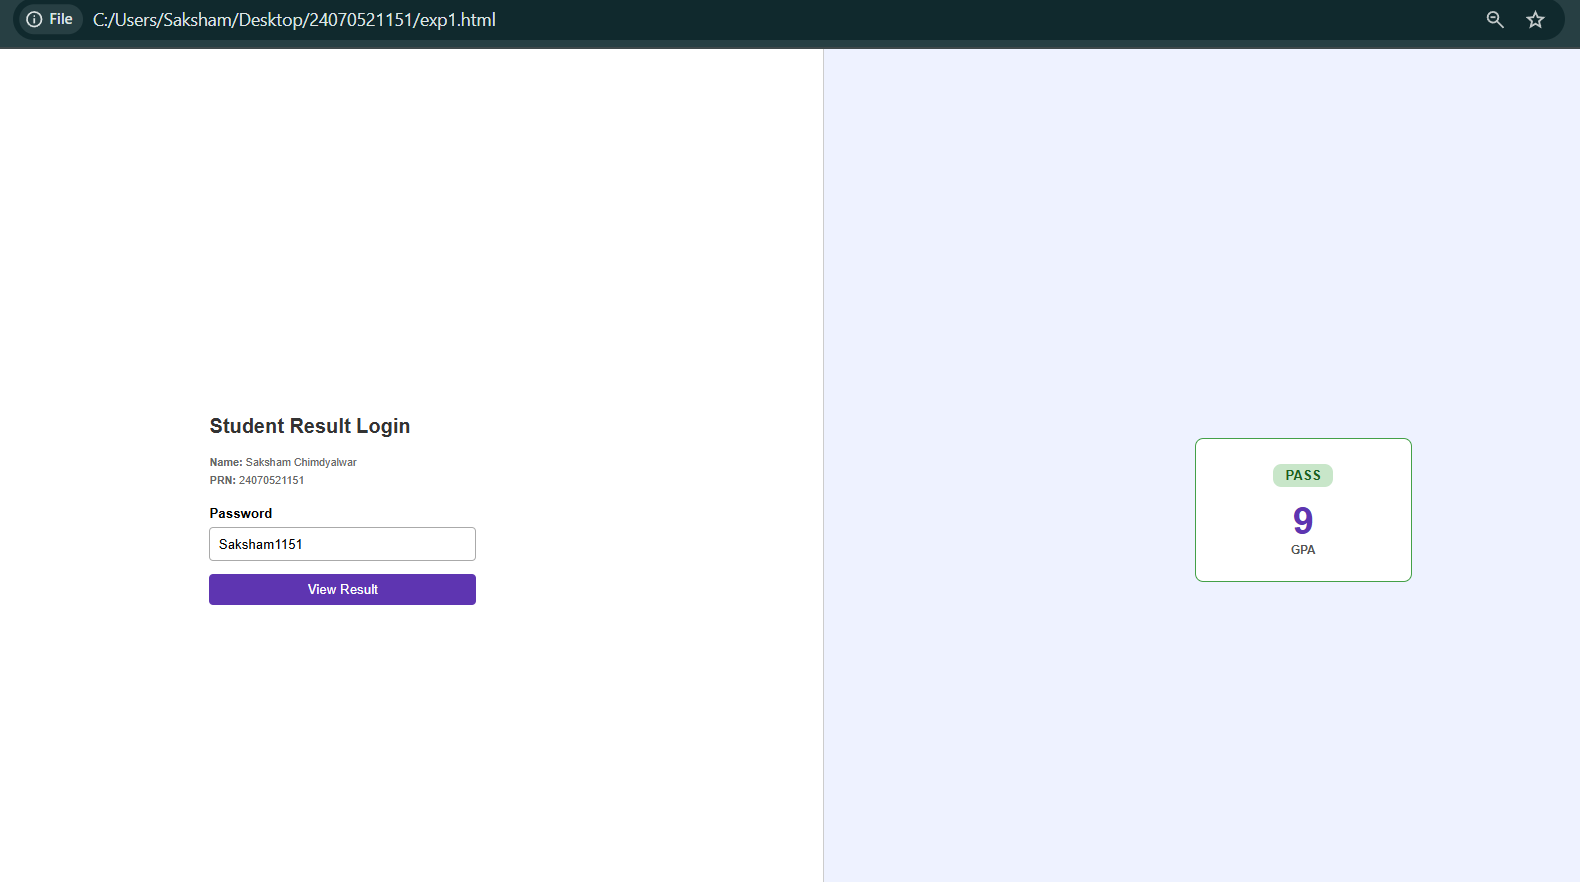 File C:/Users/Saksham/Desktop/24070521151/exp1.html
Student Result Login
Name: Saksham Chimdyalwar
PRN: 24070521151
Password
Saksham1151
View Result
PASS
9
GPA